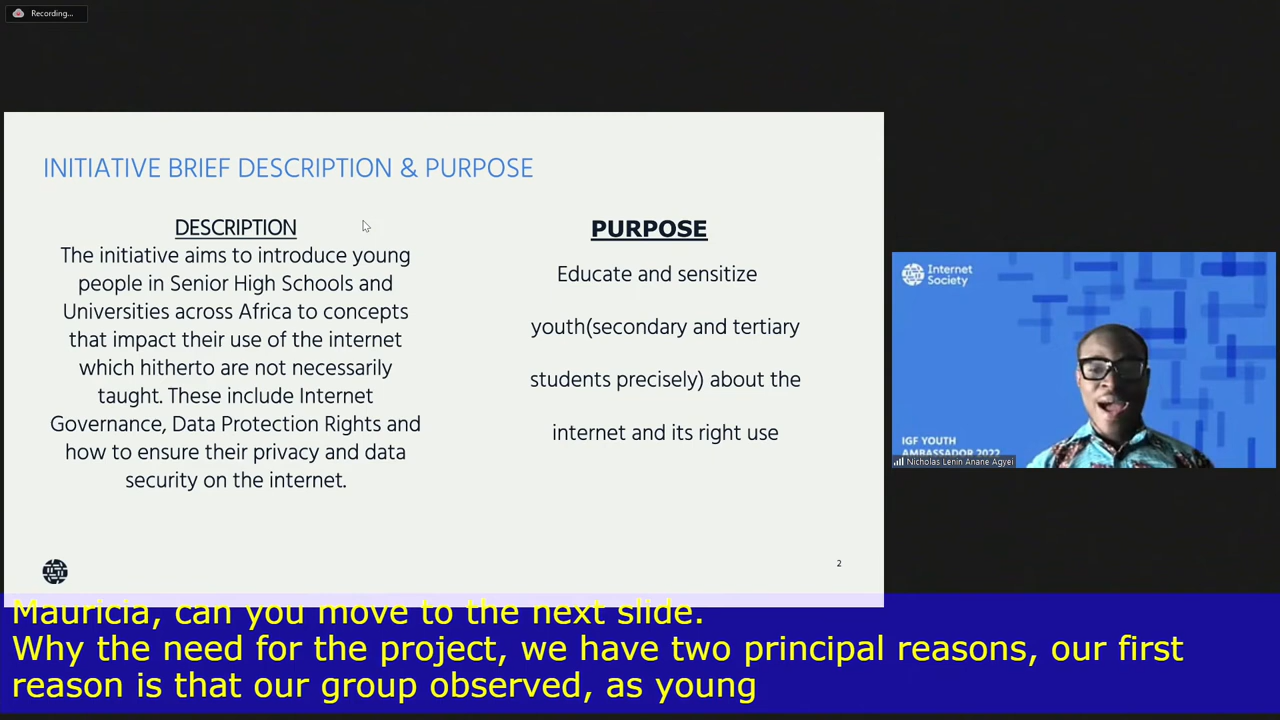 Recording...
INITIATIVE BRIEF DESCRIPTION & PURPOSE
DESCRIPTION
The initiative aims to introduce young
people in Senior High Schools and
Universities across Africa to concepts
that impact their use of the internet
which hitherto are not necessarily
taught. These include Internet
Governance, Data Protection Rights and
how to ensure their privacy and data
security on the internet.
PURPOSE
Educate and sensitize
youth(secondary and tertiary
students precisely) about the
internet and its right use
2
Internet
Society
IGF YOUTH
AMBASSADOR 2022
Nicholas Lenin Anane Agyei
Mauricia, can you move to the next slide.
Why the need for the project, we have two principal reasons, our first
reason is that our group observed, as young